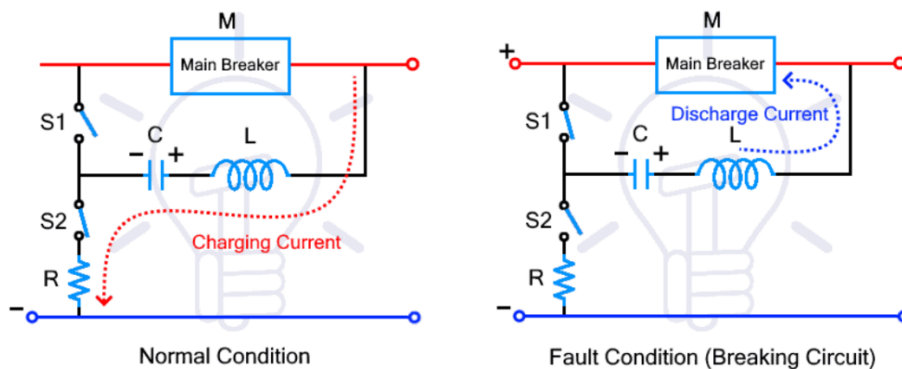 M
Main Breaker
S1
C
L
− +
S2
Charging Current
R
−
Normal Condition
M
+
Main Breaker
Discharge Current
S1
C
L
− +
S2
R
−
Fault Condition (Breaking Circuit)